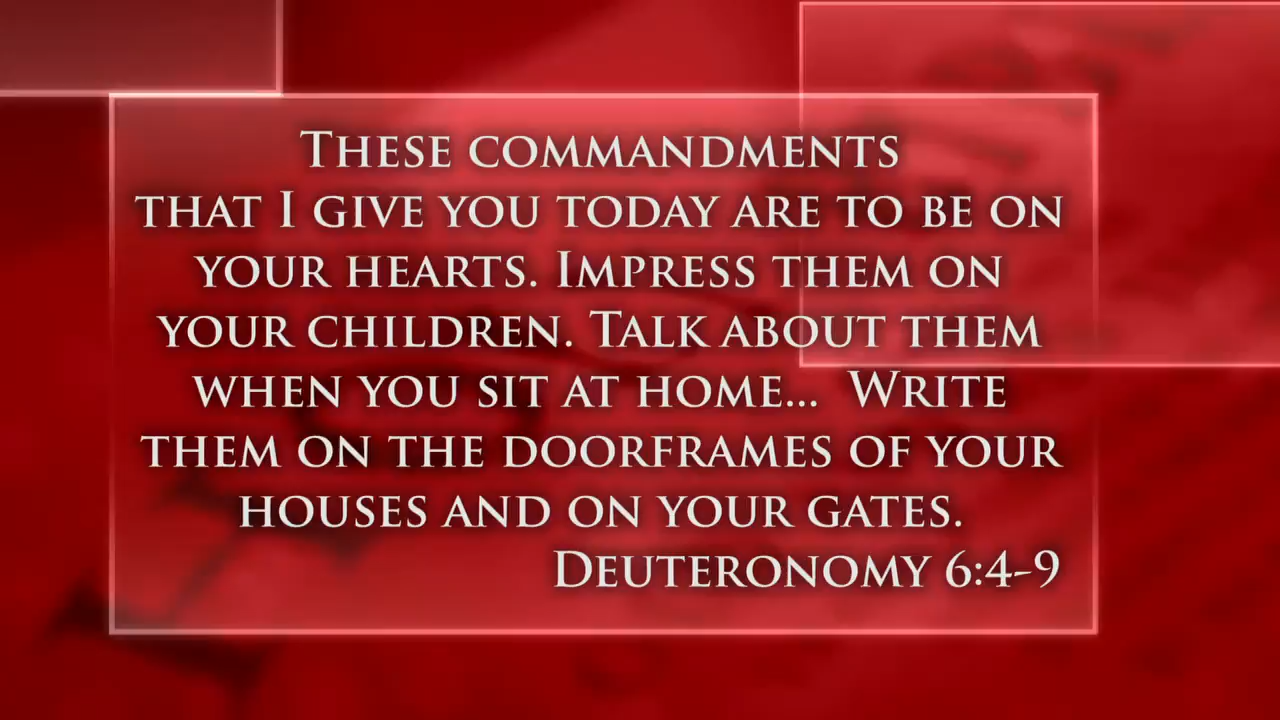 These commandments
that I give you today are to be on
your hearts. Impress them on
your children. Talk about them
when you sit at home...  Write
them on the doorframes of your
houses and on your gates.
Deuteronomy 6:4-9